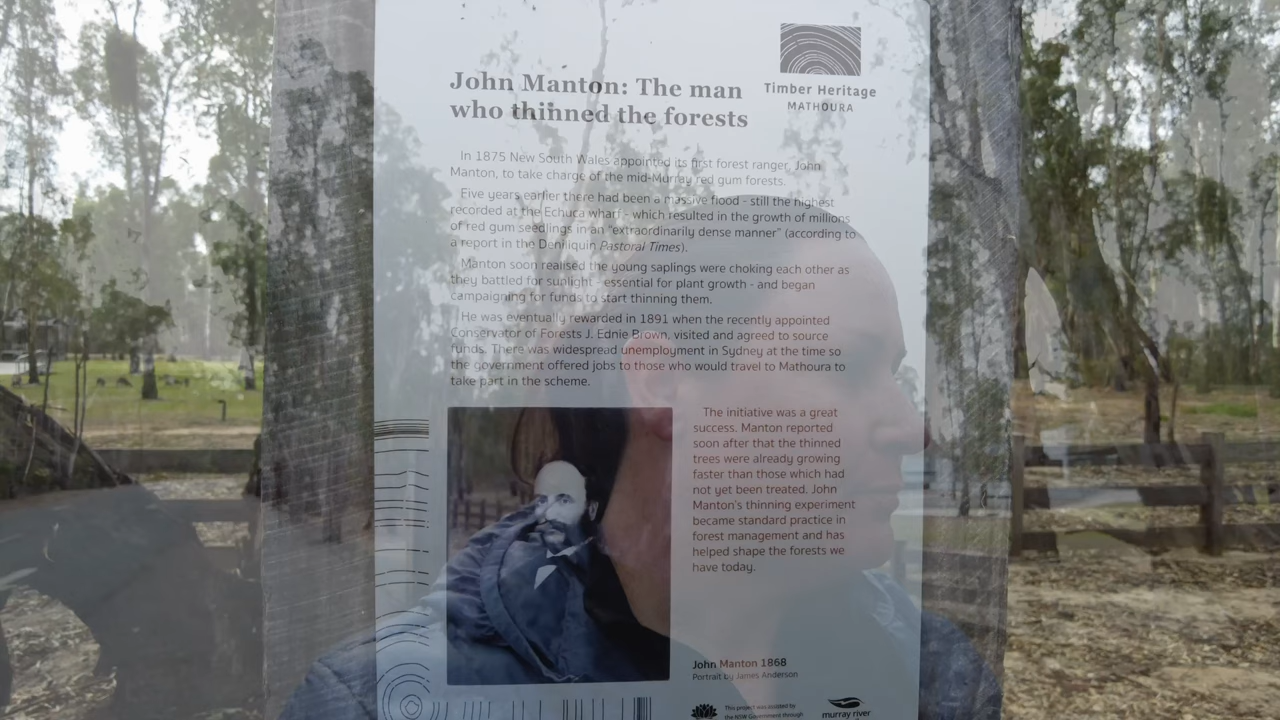 John Manton: The man
who thinned the forests
Timber Heritage
MATHOURA
In 1875 New South Wales appointed its first forest ranger, John
Manton, to take charge of the mid-Murray red gum forests.
Five years earlier there had been a massive flood - still the highest
recorded at the Echuca wharf - which resulted in the growth of millions
of red gum seedlings in an "extraordinarily dense manner" (according to
a report in the Deniliquin Pastoral Times).
Manton soon realised the young saplings were choking each other as
they battled for sunlight - essential for plant growth - and began
campaigning for funds to start thinning them.
He was eventually rewarded in 1891 when the recently appointed
Conservator of Forests J. Ednie Brown, visited and agreed to source
funds. There was widespread unemployment in Sydney at the time so
the government offered jobs to those who would travel to Mathoura to
take part in the scheme.
The initiative was a great
success. Manton reported
soon after that the thinned
trees were already growing
faster than those which had
not yet been treated. John
Manton's thinning experiment
became standard practice in
forest management and has
helped shape the forests we
have today.
John Manton 1868
Portrait by James Anderson
This project was assisted by
the NSW Government through
murray river